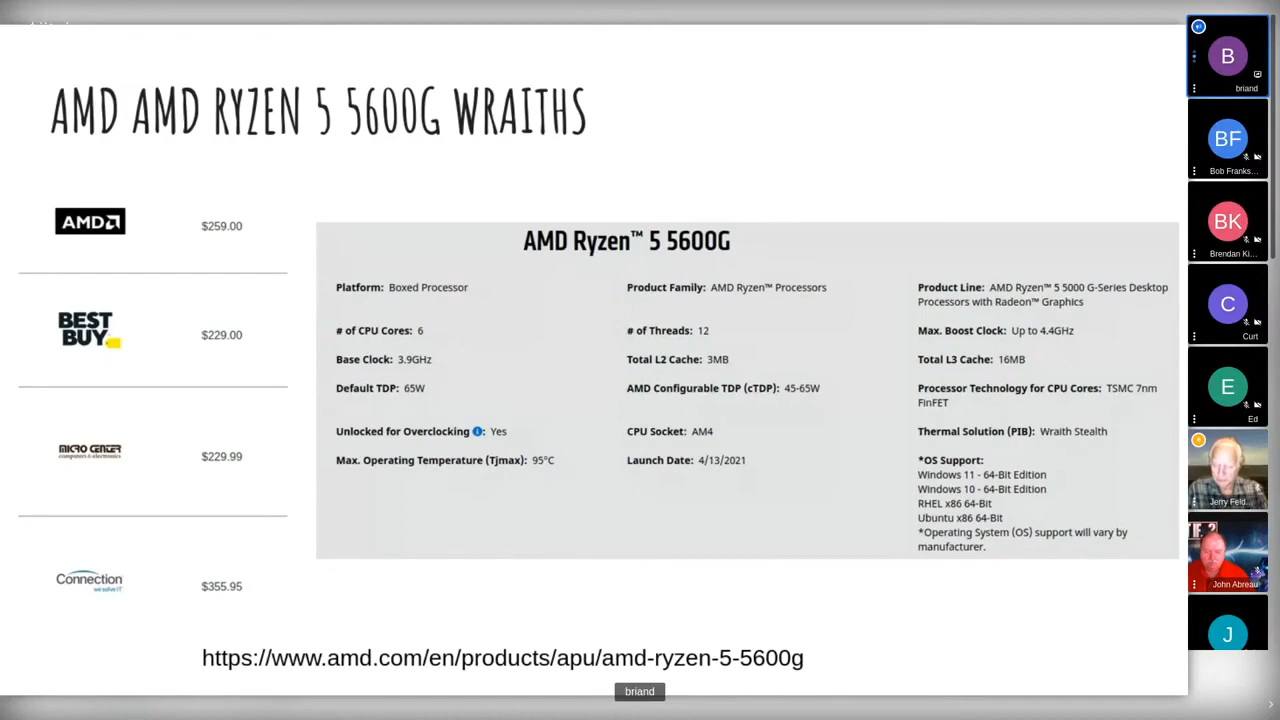 AMD AMD RYZEN 5 5600G WRAITHS
AMD
$259.00
BEST
BUY
$229.00
MICRO CENTER
computers & electronics
$229.99
Connection
we solve IT
$355.95
AMD Ryzen™ 5 5600G
Platform: Boxed Processor
Product Family: AMD Ryzen™ Processors
Product Line: AMD Ryzen™ 5 5000 G-Series Desktop
Processors with Radeon™ Graphics
# of CPU Cores: 6
# of Threads: 12
Max. Boost Clock: Up to 4.4GHz
Base Clock: 3.9GHz
Total L2 Cache: 3MB
Total L3 Cache: 16MB
Default TDP: 65W
AMD Configurable TDP (cTDP): 45-65W
Processor Technology for CPU Cores: TSMC 7nm
FinFET
Unlocked for Overclocking i: Yes
CPU Socket: AM4
Thermal Solution (PIB): Wraith Stealth
Max. Operating Temperature (Tjmax): 95°C
Launch Date: 4/13/2021
*OS Support:
Windows 11 - 64-Bit Edition
Windows 10 - 64-Bit Edition
RHEL x86 64-Bit
Ubuntu x86 64-Bit
*Operating System (OS) support will vary by
manufacturer.
https://www.amd.com/en/products/apu/amd-ryzen-5-5600g
briand
B
briand
BF
Bob Franks...
BK
Brendan Ki...
C
Curt
E
Ed
Jerry Feld...
John Abreau
J